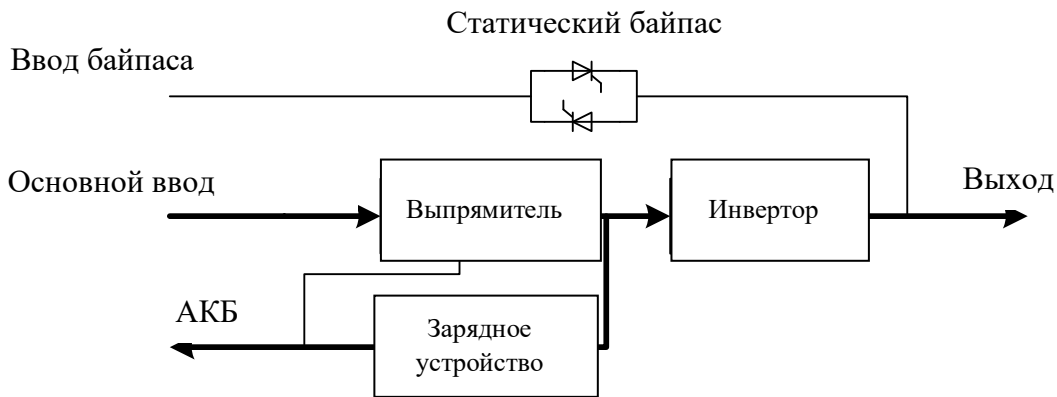 Статический байпас
Ввод байпаса
Основной ввод
Выпрямитель
Инвертор
Выход
АКБ
Зарядное
устройство